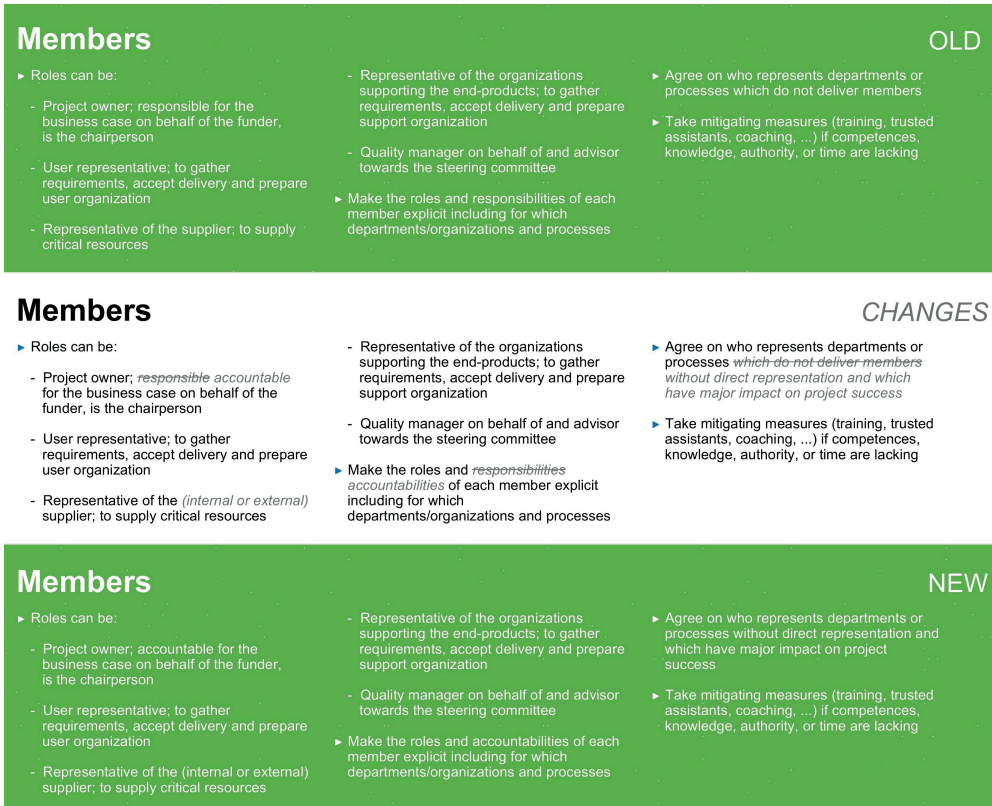 Members
OLD
► Roles can be:
- Project owner; responsible for the
business case on behalf of the funder,
is the chairperson
- User representative; to gather
requirements, accept delivery and prepare
user organization
- Representative of the supplier; to supply
critical resources
- Representative of the organizations
supporting the end-products; to gather
requirements, accept delivery and prepare
support organization
- Quality manager on behalf of and advisor
towards the steering committee
► Make the roles and responsibilities of each
member explicit including for which
departments/organizations and processes
► Agree on who represents departments or
processes which do not deliver members
► Take mitigating measures (training, trusted
assistants, coaching, ...) if competences,
knowledge, authority, or time are lacking
Members
CHANGES
► Roles can be:
- Project owner; responsible accountable
for the business case on behalf of the
funder, is the chairperson
- User representative; to gather
requirements, accept delivery and prepare
user organization
- Representative of the (internal or external)
supplier; to supply critical resources
- Representative of the organizations
supporting the end-products; to gather
requirements, accept delivery and prepare
support organization
- Quality manager on behalf of and advisor
towards the steering committee
► Make the roles and responsibilities
accountabilities of each member explicit
including for which
departments/organizations and processes
► Agree on who represents departments or
processes which do not deliver members
without direct representation and which
have major impact on project success
► Take mitigating measures (training, trusted
assistants, coaching, ...) if competences,
knowledge, authority, or time are lacking
Members
NEW
► Roles can be:
- Project owner; accountable for the
business case on behalf of the funder,
is the chairperson
- User representative; to gather
requirements, accept delivery and prepare
user organization
- Representative of the (internal or external)
supplier; to supply critical resources
- Representative of the organizations
supporting the end-products; to gather
requirements, accept delivery and prepare
support organization
- Quality manager on behalf of and advisor
towards the steering committee
► Make the roles and accountabilities of each
member explicit including for which
departments/organizations and processes
► Agree on who represents departments or
processes without direct representation and
which have major impact on project
success
► Take mitigating measures (training, trusted
assistants, coaching, ...) if competences,
knowledge, authority, or time are lacking